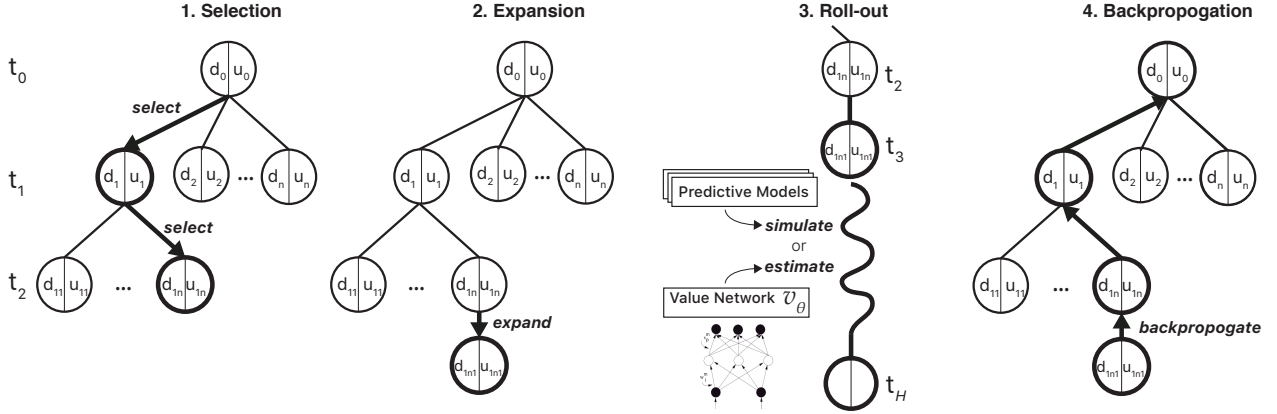 1. Selection
2. Expansion
3. Roll-out
4. Backpropogation
t0
d0 u0
d0 u0
d1n u1n
t2
d0 u0
select
d1n1 u1n1
t3
t1
d1 u1
d2 u2
...
dn un
d1 u1
d2 u2
...
dn un
Predictive Models
d1 u1
d2 u2
...
dn un
select
simulate
or
estimate
t2
d11 u11
...
d1n u1n
d11 u11
...
d1n u1n
Value Network vθ
d11 u11
...
d1n u1n
expand
backpropogate
d1n1 u1n1
tH
d1n1 u1n1